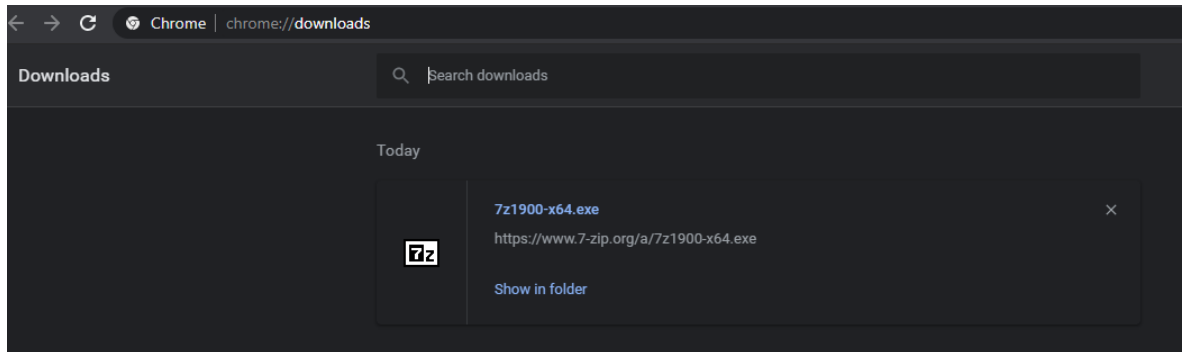 Chrome | chrome://downloads
Downloads
Search downloads
Today
7z1900-x64.exe
7z
https://www.7-zip.org/a/7z1900-x64.exe
Show in folder